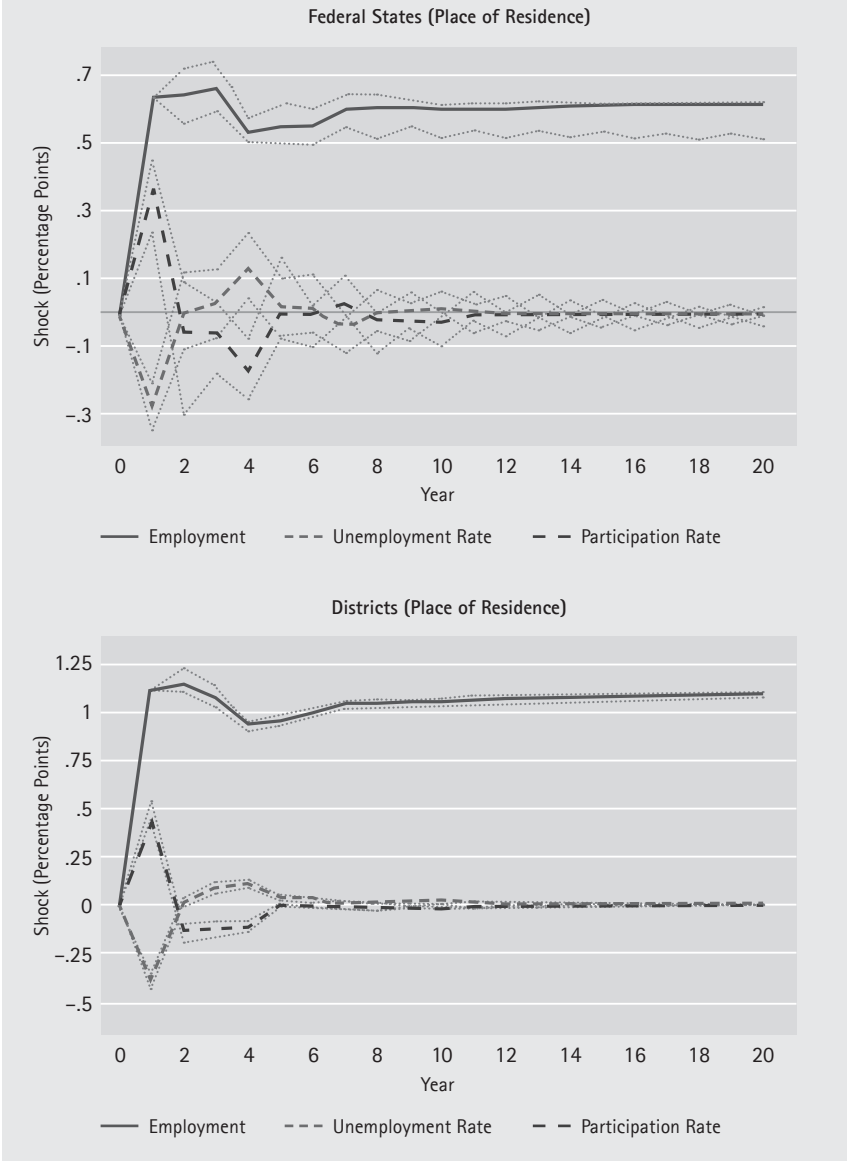 Federal States (Place of Residence)
Shock (Percentage Points)
.7
.5
.3
.1
–.1
–.3
0 2 4 6 8 10 12 14 16 18 20
Year
Employment Unemployment Rate Participation Rate
Districts (Place of Residence)
Shock (Percentage Points)
1.25
1
.75
.5
.25
0
–.25
–.5
0 2 4 6 8 10 12 14 16 18 20
Year
Employment Unemployment Rate Participation Rate